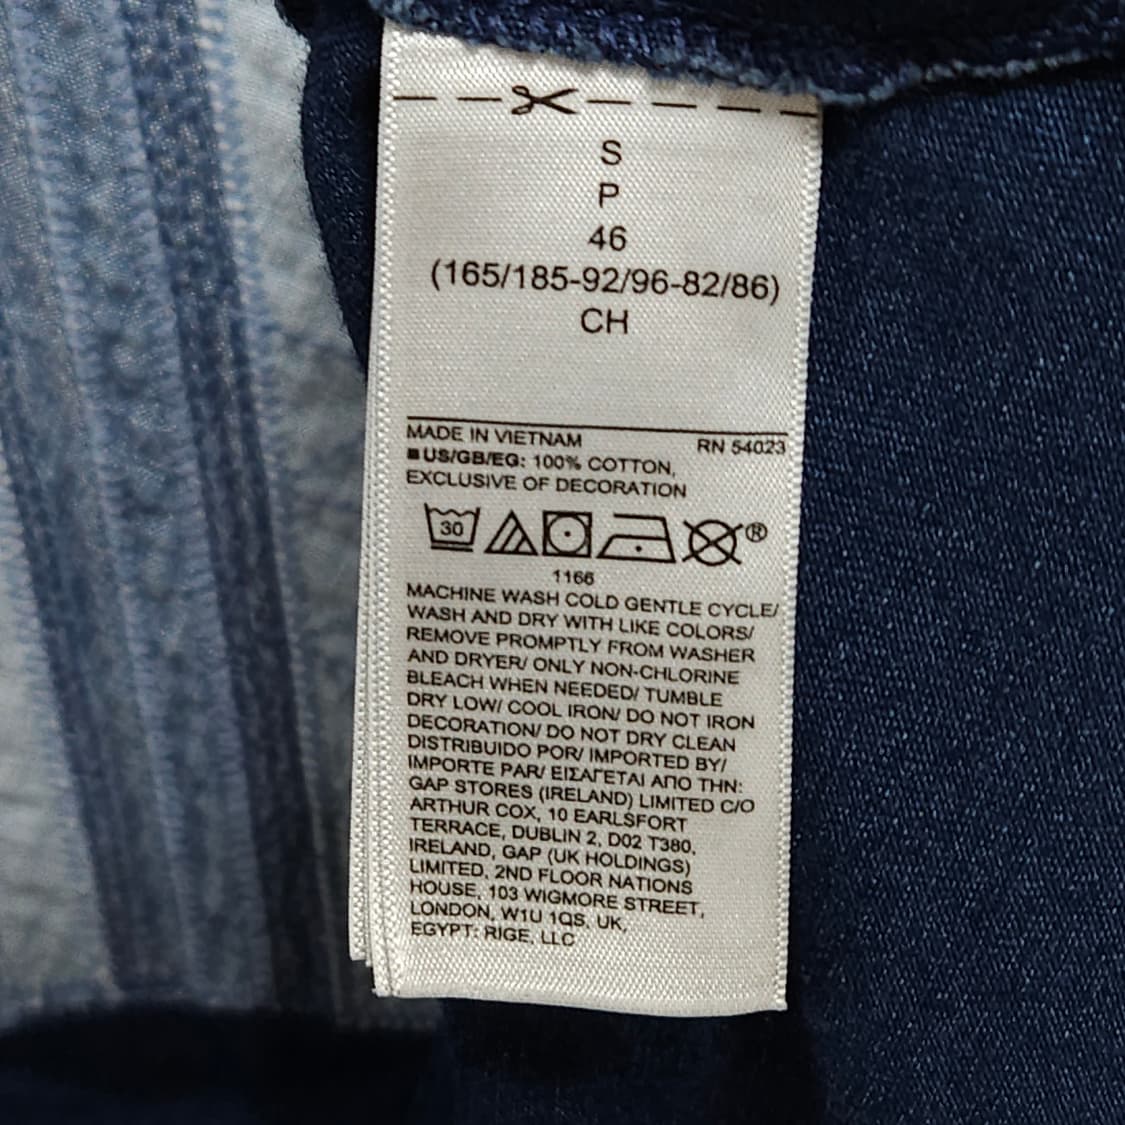 S
P
46
(165/185-92/96-82/86)
CH
MADE IN VIETNAM RN 54023
■US/GB/EG: 100% COTTON,
EXCLUSIVE OF DECORATION
30 ®
1166
MACHINE WASH COLD GENTLE CYCLE/
WASH AND DRY WITH LIKE COLORS/
REMOVE PROMPTLY FROM WASHER
AND DRYER/ ONLY NON-CHLORINE
BLEACH WHEN NEEDED/ TUMBLE
DRY LOW/ COOL IRON/ DO NOT IRON
DECORATION/ DO NOT DRY CLEAN
DISTRIBUIDO POR/ IMPORTED BY/
IMPORTE PAR/ ΕΙΣΑΓΕΤΑΙ ΑΠΟ ΤΗΝ:
GAP STORES (IRELAND) LIMITED C/O
ARTHUR COX, 10 EARLSFORT
TERRACE, DUBLIN 2, D02 T380,
IRELAND, GAP (UK HOLDINGS)
LIMITED, 2ND FLOOR NATIONS
HOUSE, 103 WIGMORE STREET,
LONDON, W1U 1QS, UK,
EGYPT: RIGE, LLC